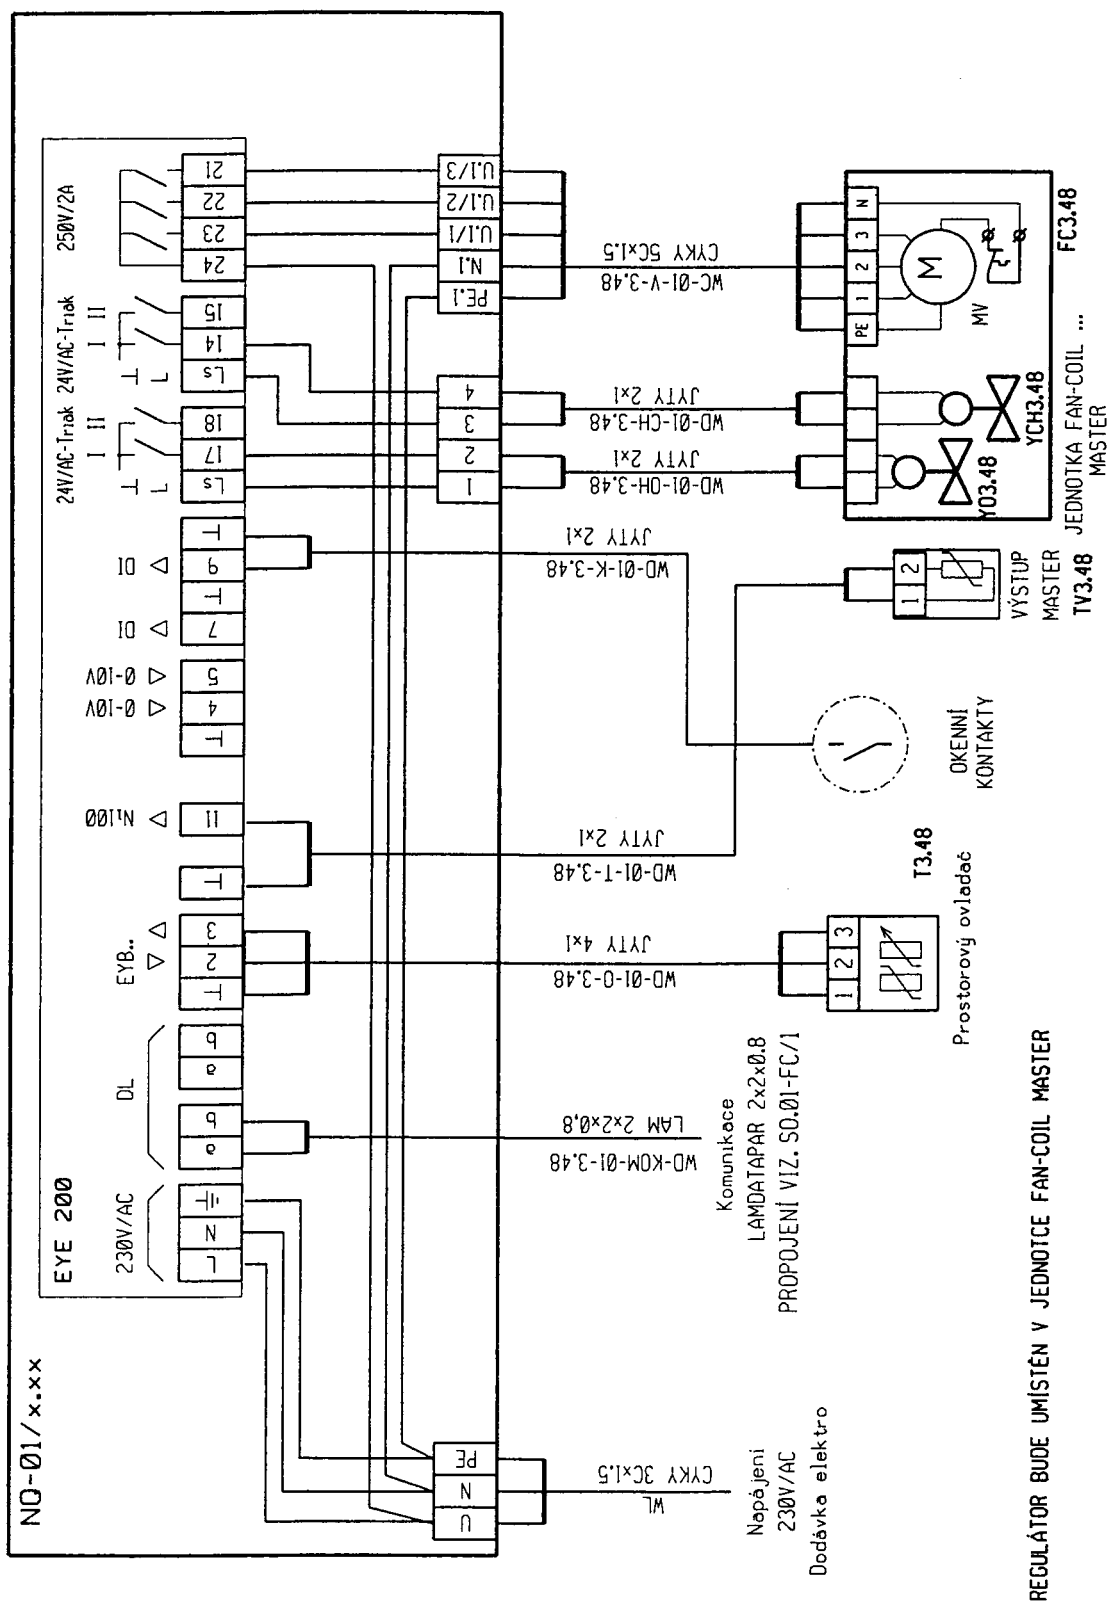 NO-01/x.xx
EYE 200
230V/AC
DL
EYB..
Ni100
0-10V
0-10V
DI
DI
24V/AC-Triak
I
II
24V/AC-Triak
I
II
250V/2A
L
N
a
b
a
b
2
3
11
4
5
7
9
Ls
17
18
Ls
14
15
24
23
22
21
U
N
PE
1
2
3
4
PE.1
N.1
U.1/1
U.1/2
U.1/3
WL
CYKY 3Cx1.5
WD-KOM-01-3.48
LAM 2x2x0,8
WD-01-O-3.48
JYTY 4x1
WD-01-T-3.48
JYTY 2x1
WD-01-K-3.48
JYTY 2x1
WD-01-OH-3.48
JYTY 2x1
WD-01-CH-3.48
JYTY 2x1
WC-01-V-3.48
CYKY 5Cx1.5
Napájení
230V/AC
Dodávka elektro
Komunikace
LAMDATAPAR 2x2x0.8
PROPOJENÍ VIZ. SO.01-FC/1
1
2
3
T3.48
Prostorový ovladač
OKENNÍ
KONTAKTY
1
2
VÝSTUP
MASTER
TV3.48
YO3.48
YCH3.48
PE
1
2
3
N
M
MV
FC3.48
JEDNOTKA FAN-COIL ...
MASTER
REGULÁTOR BUDE UMÍSTĚN V JEDNOTCE FAN-COIL MASTER